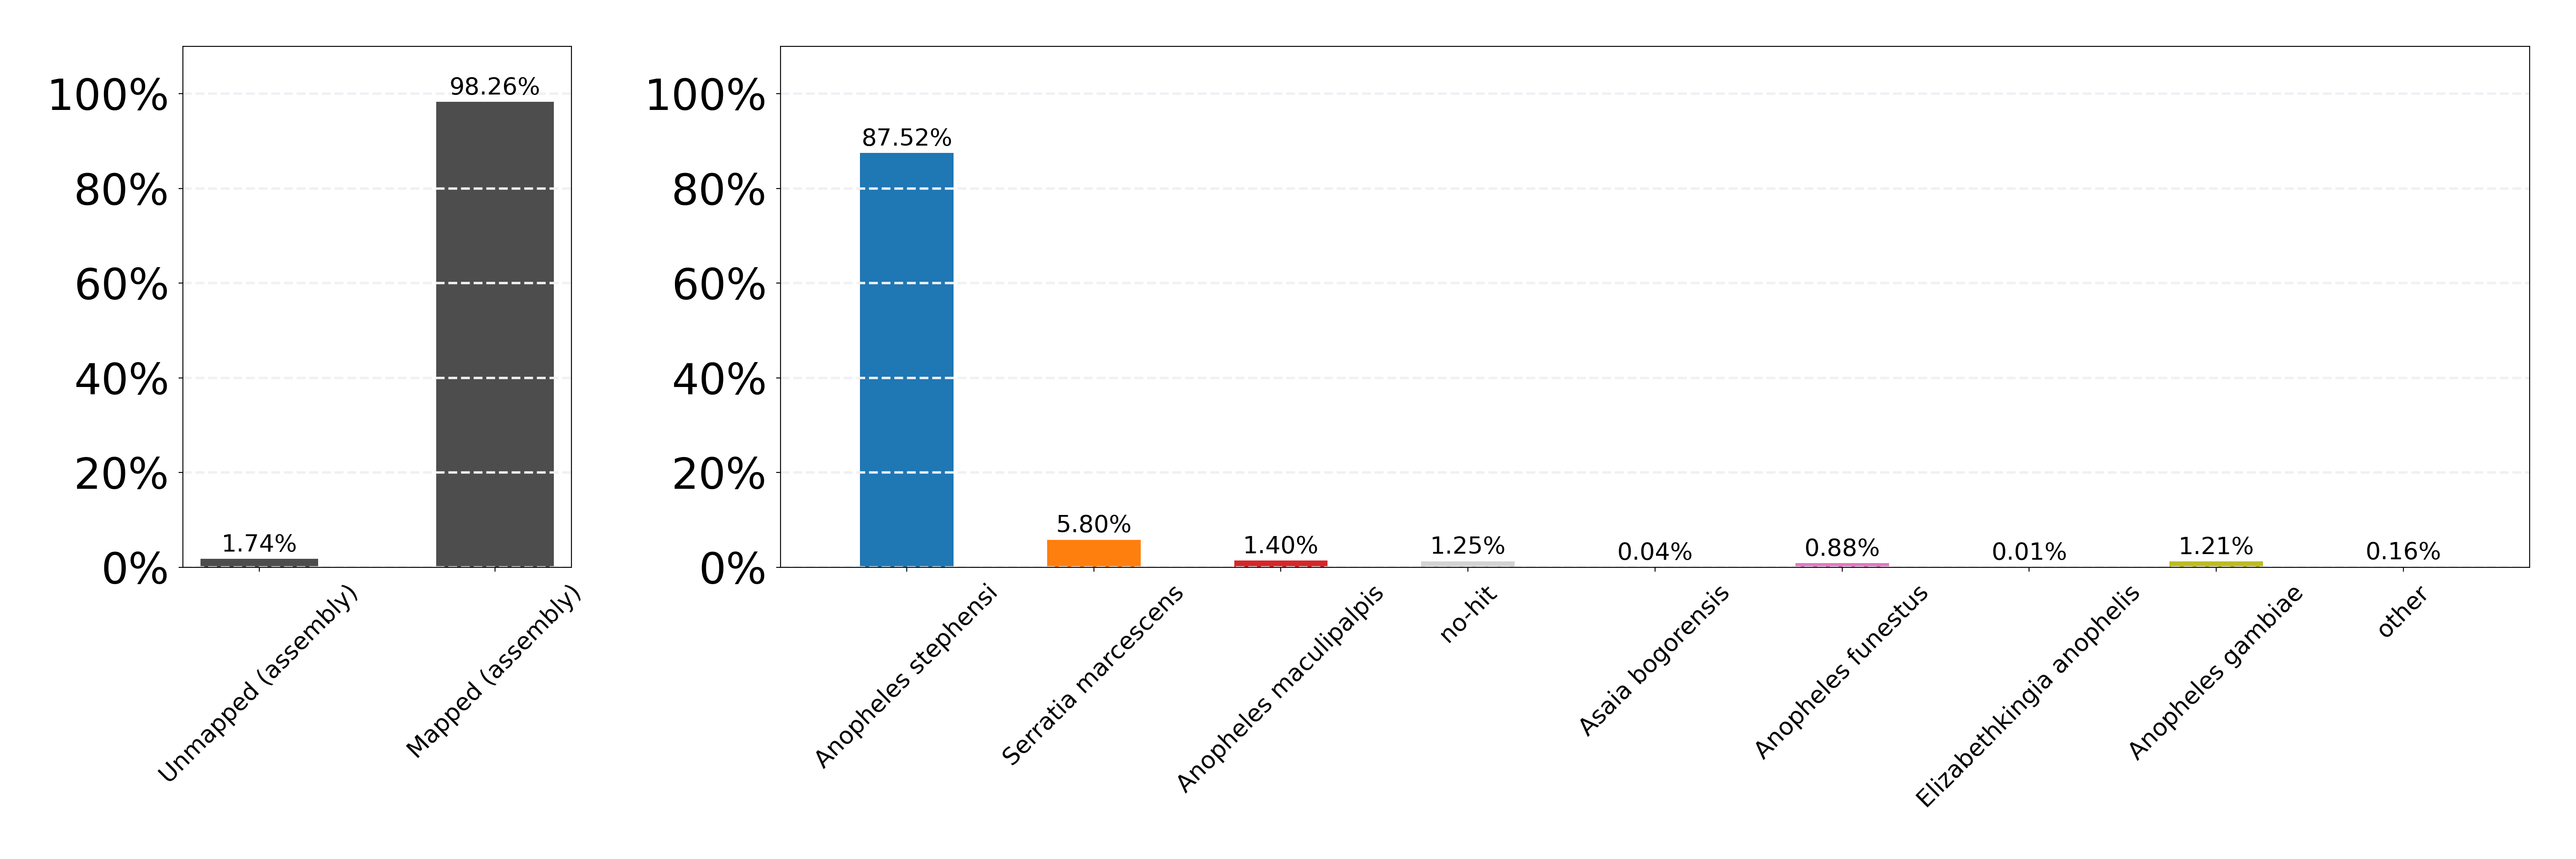 100%
80%
60%
40%
20%
0%
1.74%
98.26%
Unmapped (assembly)
Mapped (assembly)
100%
80%
60%
40%
20%
0%
87.52%
5.80%
1.40%
1.25%
0.04%
0.88%
0.01%
1.21%
0.16%
Anopheles stephensi
Serratia marcescens
Anopheles maculipalpis
no-hit
Asaia bogorensis
Anopheles funestus
Elizabethkingia anophelis
Anopheles gambiae
other